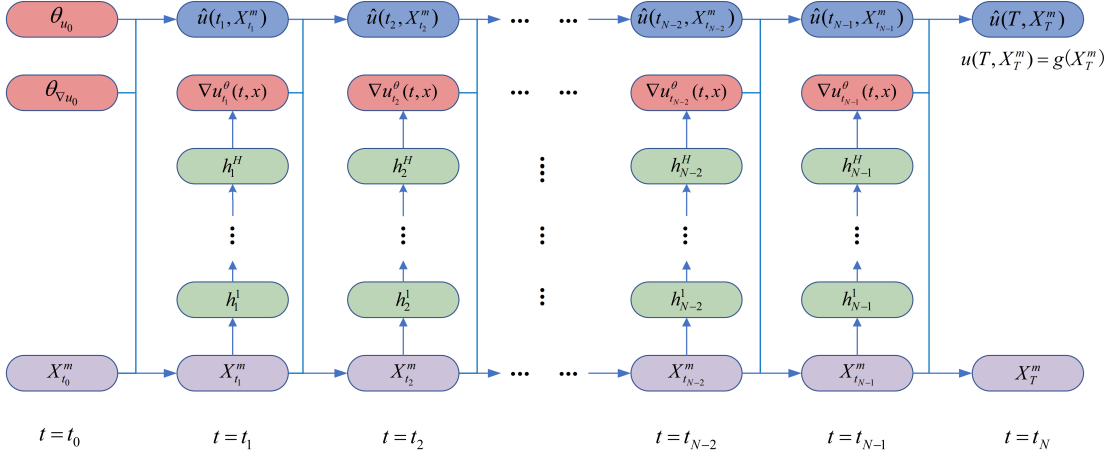 θ_{u_0} û(t_1, X^m_{t_1}) û(t_2, X^m_{t_2}) ··· ··· û(t_{N−2}, X^m_{t_{N−2}}) û(t_{N−1}, X^m_{t_{N−1}}) û(T, X^m_T)
u(T, X^m_T) = g(X^m_T)
θ_{∇u_0} ∇u^θ_{t_1}(t, x) ∇u^θ_{t_2}(t, x) ··· ··· ∇u^θ_{t_{N−2}}(t, x) ∇u^θ_{t_{N−1}}(t, x)
h^H_1 h^H_2 ⋮ h^H_{N−2} h^H_{N−1}
⋮ ⋮ ⋮ ⋮ ⋮
h^1_1 h^1_2 ⋮ h^1_{N−2} h^1_{N−1}
X^m_{t_0} X^m_{t_1} X^m_{t_2} ··· ··· X^m_{t_{N−2}} X^m_{t_{N−1}} X^m_T
t = t_0 t = t_1 t = t_2 t = t_{N−2} t = t_{N−1} t = t_N